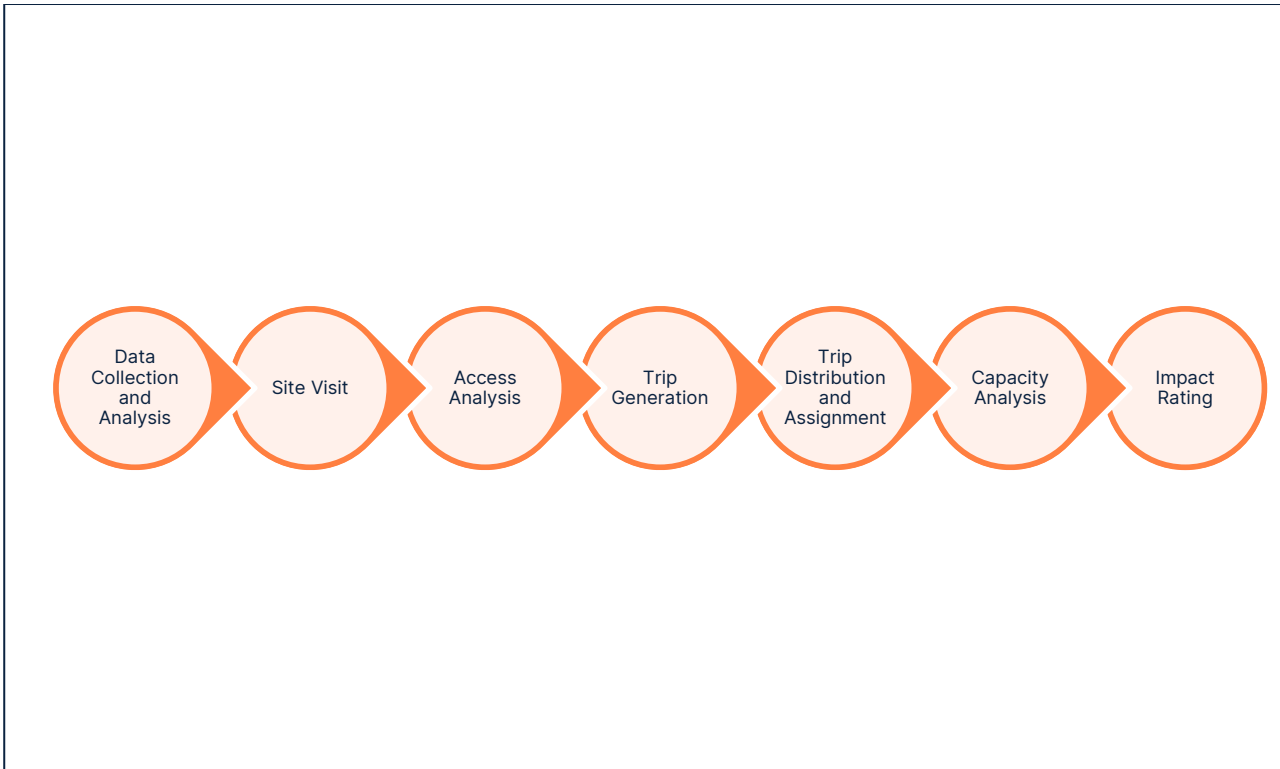 Data
Collection
and
Analysis
Site Visit
Access
Analysis
Trip
Generation
Trip
Distribution
and
Assignment
Capacity
Analysis
Impact
Rating